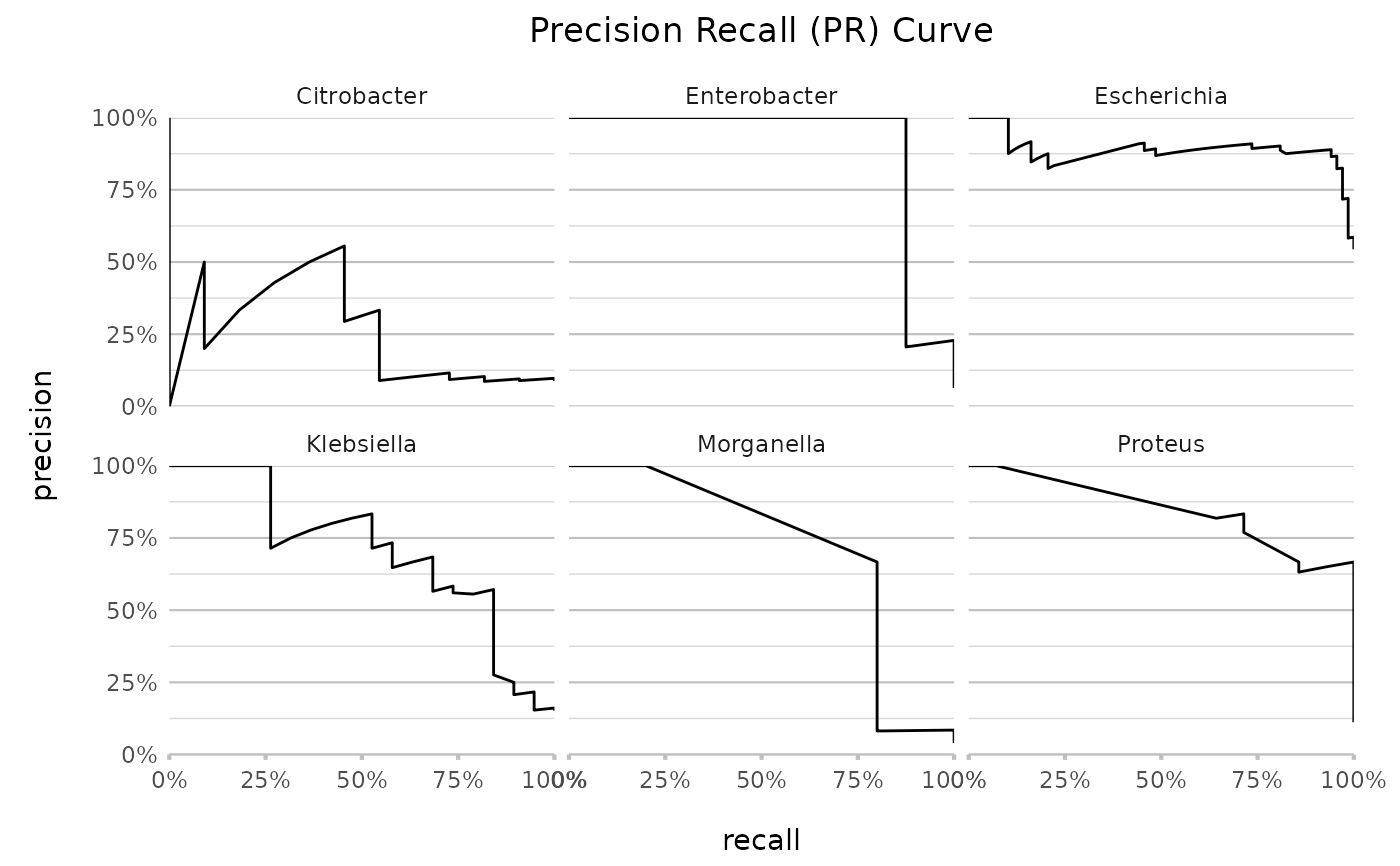 Precision Recall (PR) Curve
Citrobacter Enterobacter Escherichia
100%
75%
50%
25%
0%
Klebsiella Morganella Proteus
100%
75%
50%
25%
0%
0% 25% 50% 75% 100% 0% 25% 50% 75% 100% 0% 25% 50% 75% 100%
recall
precision